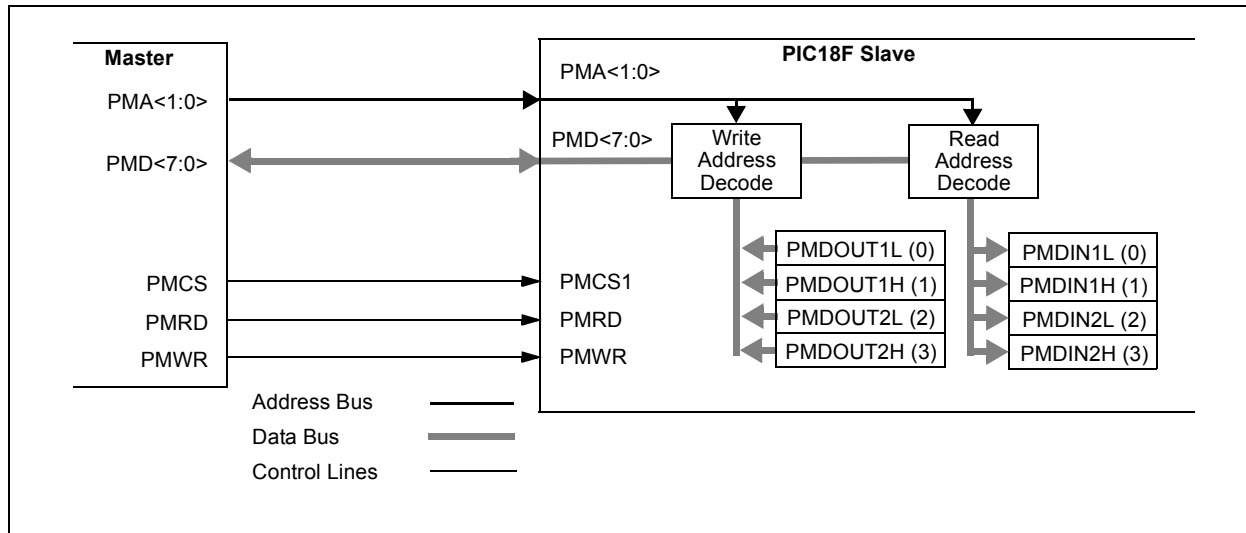 Master
PIC18F Slave
PMA<1:0>
PMA<1:0>
PMD<7:0>
PMD<7:0>
Write
Address
Decode
Read
Address
Decode
PMDOUT1L (0)
PMDOUT1H (1)
PMDOUT2L (2)
PMDOUT2H (3)
PMDIN1L (0)
PMDIN1H (1)
PMDIN2L (2)
PMDIN2H (3)
PMCS
PMCS1
PMRD
PMRD
PMWR
PMWR
Address Bus
Data Bus
Control Lines